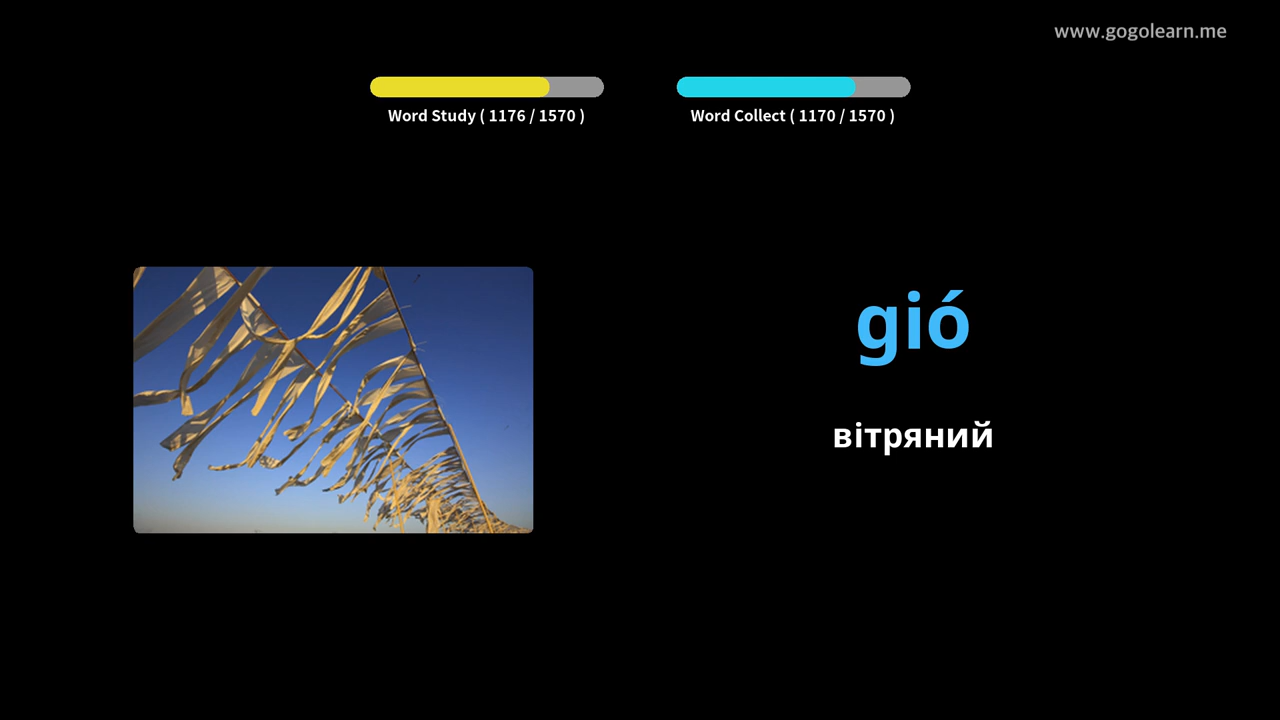 www.gogolearn.me
Word Study ( 1176 / 1570 )
Word Collect ( 1170 / 1570 )
gió
вітряний